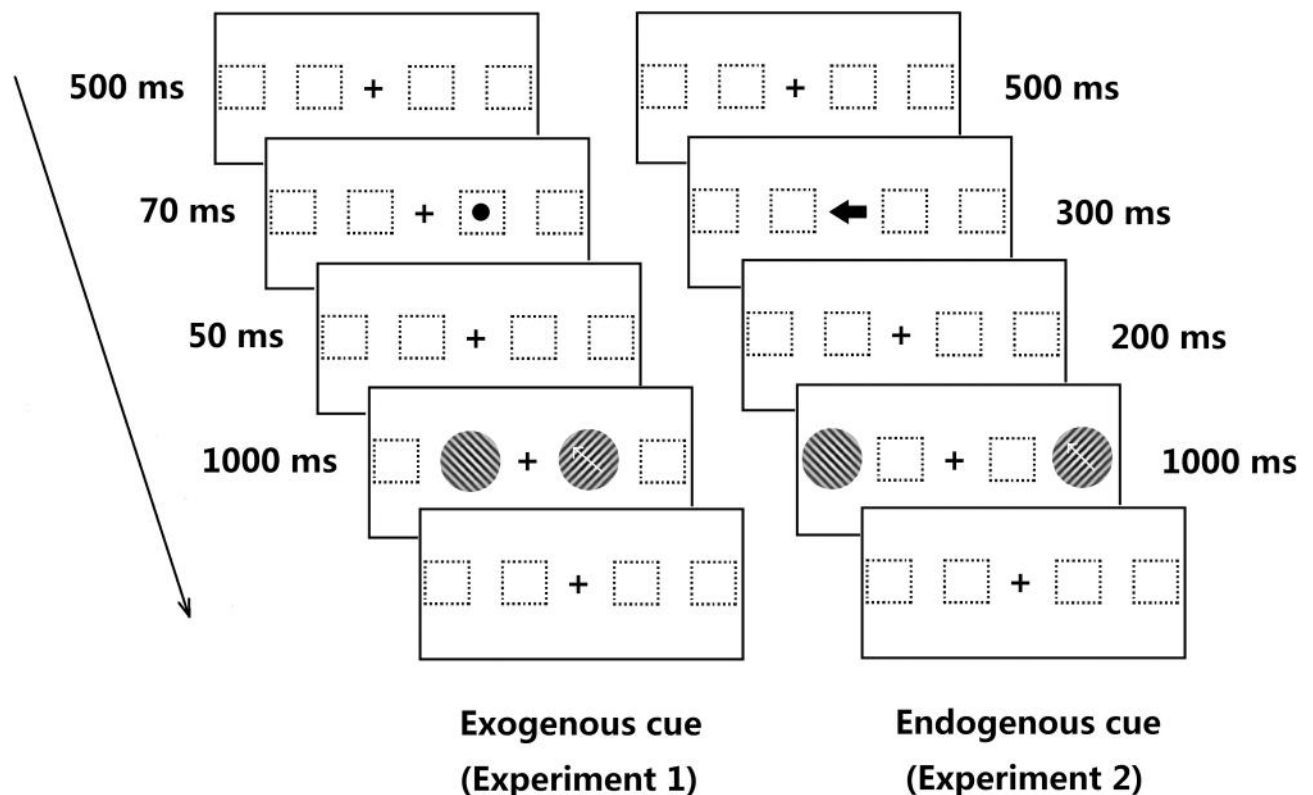 500 ms
500 ms
70 ms
300 ms
50 ms
200 ms
1000 ms
1000 ms
Exogenous cue
(Experiment 1)
Endogenous cue
(Experiment 2)